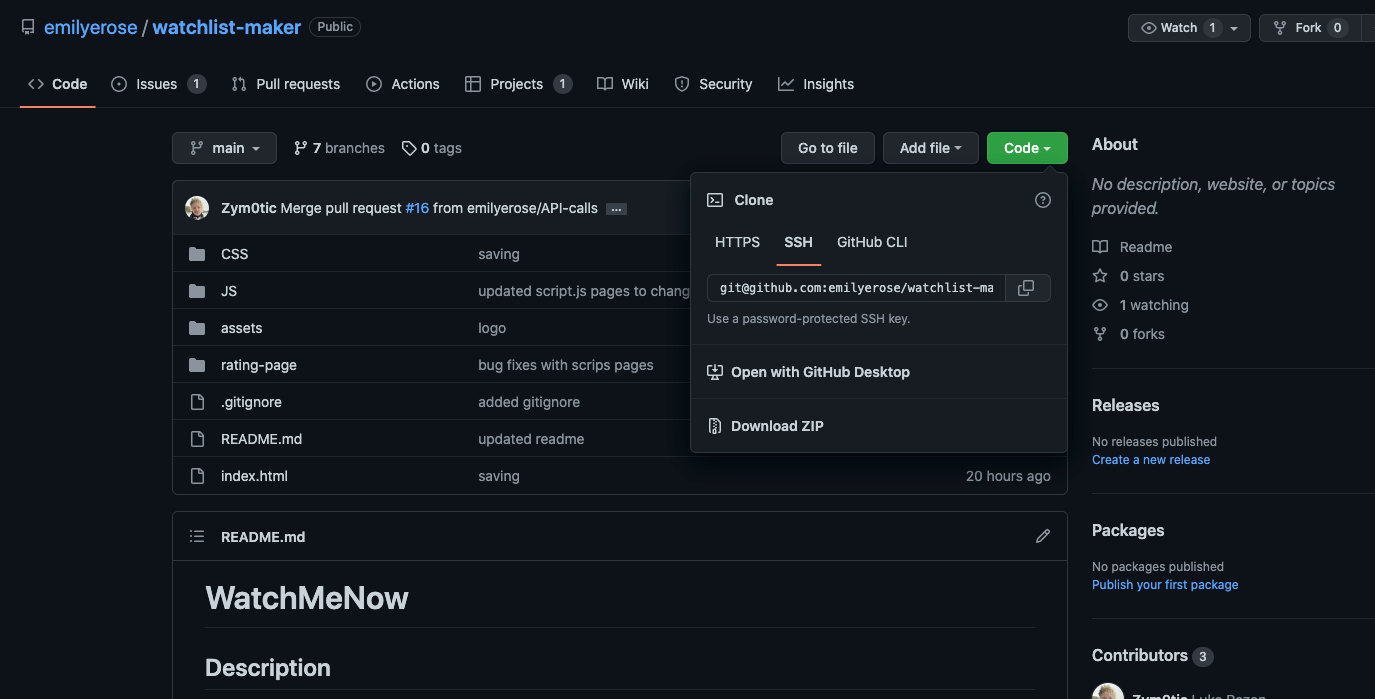 emilyerose / watchlist-maker Public
Watch 1
Fork 0
Code
Issues 1
Pull requests
Actions
Projects 1
Wiki
Security
Insights
main
7 branches
0 tags
Go to file
Add file
Code
About
No description, website, or topics
provided.
Readme
0 stars
1 watching
0 forks
Releases
No releases published
Create a new release
Packages
No packages published
Publish your first package
Contributors 3
Zym0tic
Zym0tic Merge pull request #16 from emilyerose/API-calls ...
CSS saving
JS updated script.js pages to chang
assets logo
rating-page bug fixes with scrips pages
.gitignore added gitignore
README.md updated readme
index.html saving 20 hours ago
Clone
HTTPS
SSH
GitHub CLI
git@github.com:emilyerose/watchlist-ma
Use a password-protected SSH key.
Open with GitHub Desktop
Download ZIP
README.md
WatchMeNow
Description